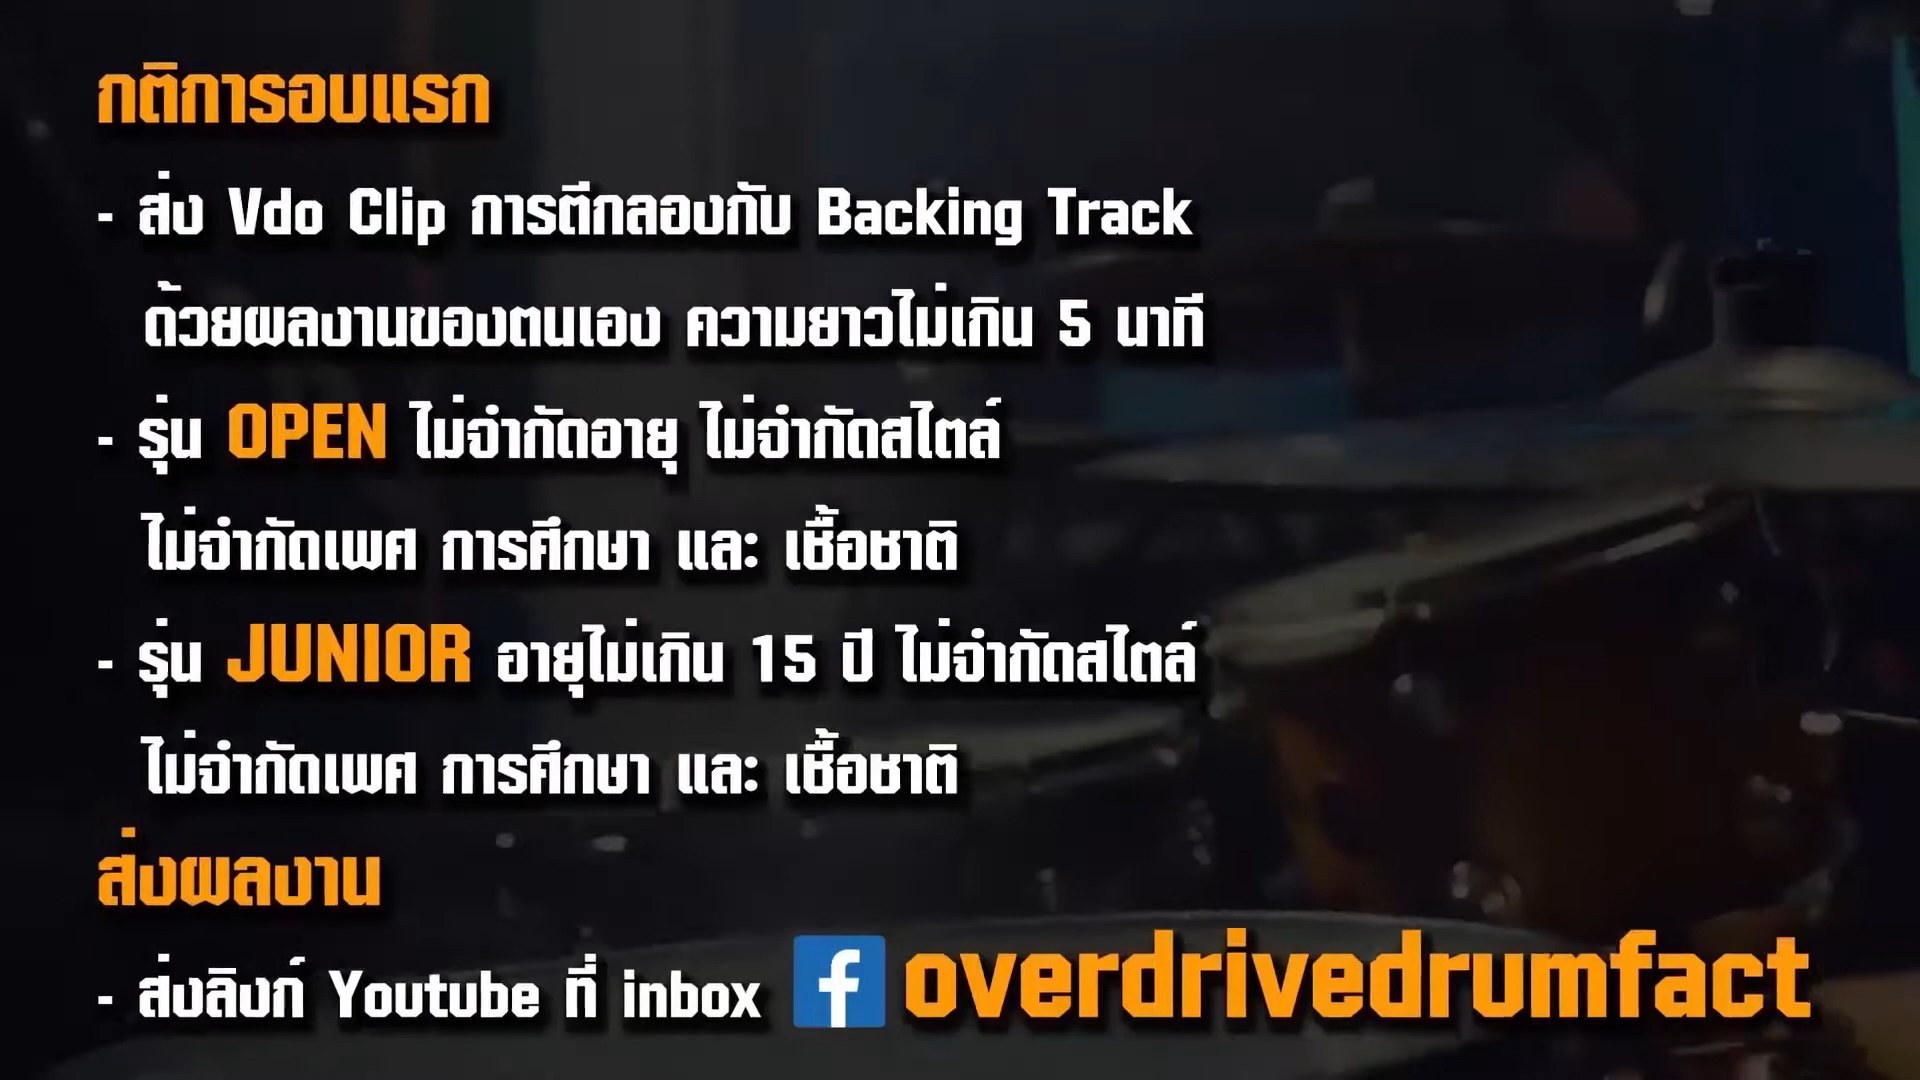 กติการอบแรก
- ส่ง Vdo Clip การตีกลองกับ Backing Track
ด้วยผลงานของตนเอง ความยาวไม่เกิน 5 นาที
- รุ่น OPEN ไม่จำกัดอายุ ไม่จำกัดสไตล์
ไม่จำกัดเพศ การศึกษา และ เชื้อชาติ
- รุ่น JUNIOR อายุไม่เกิน 15 ปี ไม่จำกัดสไตล์
ไม่จำกัดเพศ การศึกษา และ เชื้อชาติ
ส่งผลงาน
- ส่งลิงก์ Youtube ที่ inbox f overdrivedrumfact